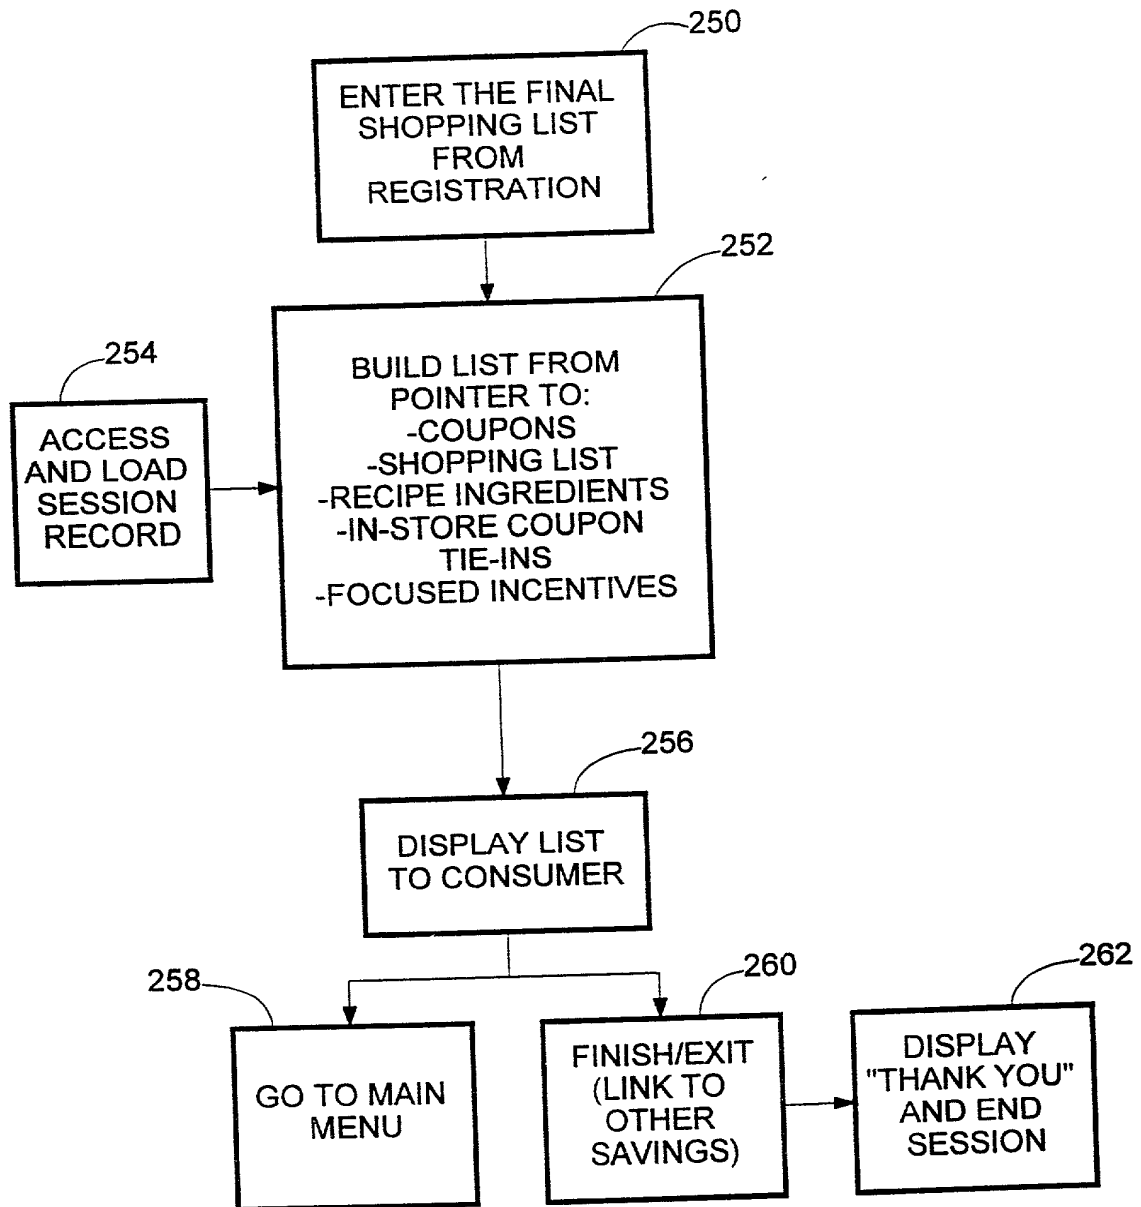 250
ENTER THE FINAL
SHOPPING LIST
FROM
REGISTRATION
252
BUILD LIST FROM
POINTER TO:
-COUPONS
-SHOPPING LIST
-RECIPE INGREDIENTS
-IN-STORE COUPON
TIE-INS
-FOCUSED INCENTIVES
254
ACCESS
AND LOAD
SESSION
RECORD
256
DISPLAY LIST
TO CONSUMER
258
GO TO MAIN
MENU
260
FINISH/EXIT
(LINK TO
OTHER
SAVINGS)
262
DISPLAY
"THANK YOU"
AND END
SESSION